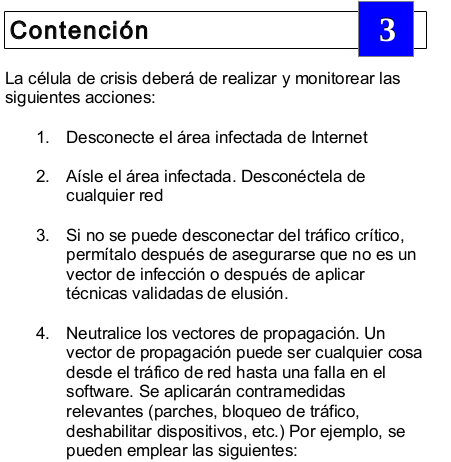 Contención
3
La célula de crisis deberá de realizar y monitorear las
siguientes acciones:
1. Desconecte el área infectada de Internet
2. Aísle el área infectada. Desconéctela de
cualquier red
3. Si no se puede desconectar del tráfico crítico,
permítalo después de asegurarse que no es un
vector de infección o después de aplicar
técnicas validadas de elusión.
4. Neutralice los vectores de propagación. Un
vector de propagación puede ser cualquier cosa
desde el tráfico de red hasta una falla en el
software. Se aplicarán contramedidas
relevantes (parches, bloqueo de tráfico,
deshabilitar dispositivos, etc.) Por ejemplo, se
pueden emplear las siguientes: